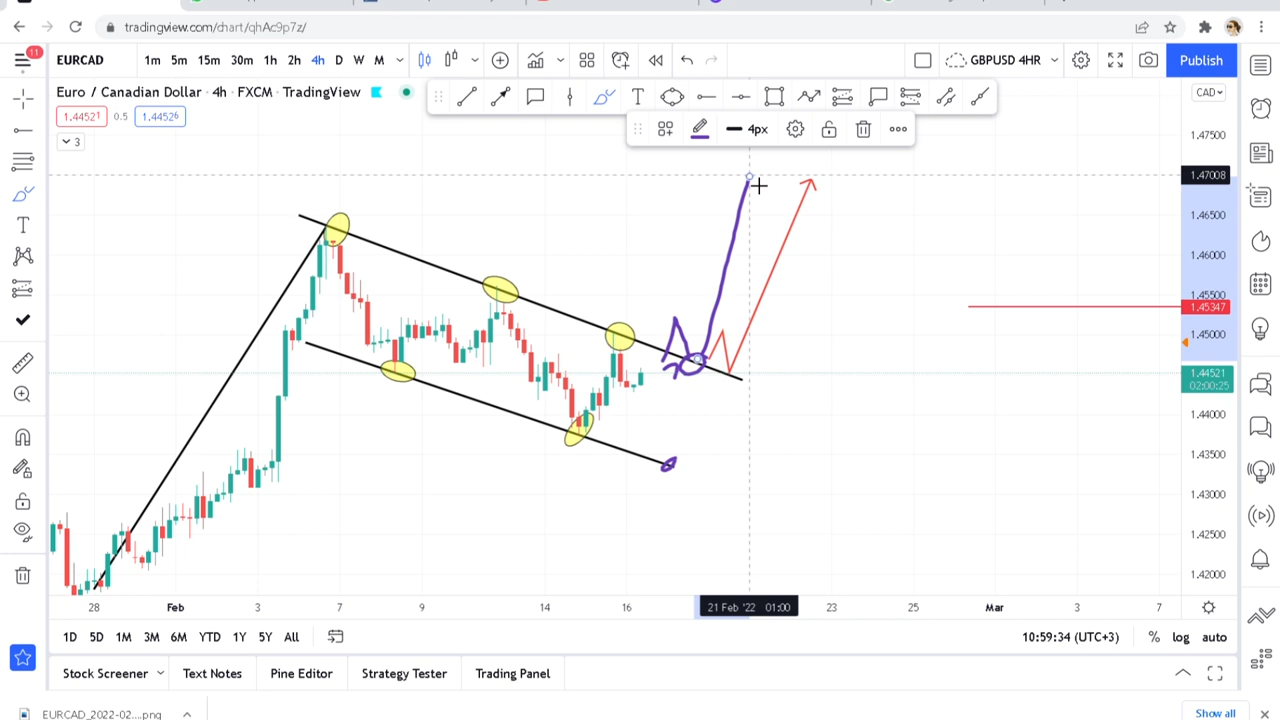 tradingview.com/chart/qhAc9p7z/
11
EURCAD 1m 5m 15m 30m 1h 2h 4h D W M GBPUSD 4HR Publish
Euro / Canadian Dollar · 4h · FXCM · TradingView CAD
1.44521 0.5 1.44526
3
T
4px
T
1.47500
1.47008
1.46500
1.46000
1.45500
1.45347
1.45000
1.44521
02:00:25
1.44000
1.43500
1.43000
1.42500
1.42000
28 Feb 3 7 9 14 16 21 Feb '22 01:00 23 25 Mar 3 7
1D 5D 1M 3M 6M YTD 1Y 5Y All 10:59:34 (UTC+3) % log auto
Stock Screener Text Notes Pine Editor Strategy Tester Trading Panel
EURCAD_2022-02....png Show all